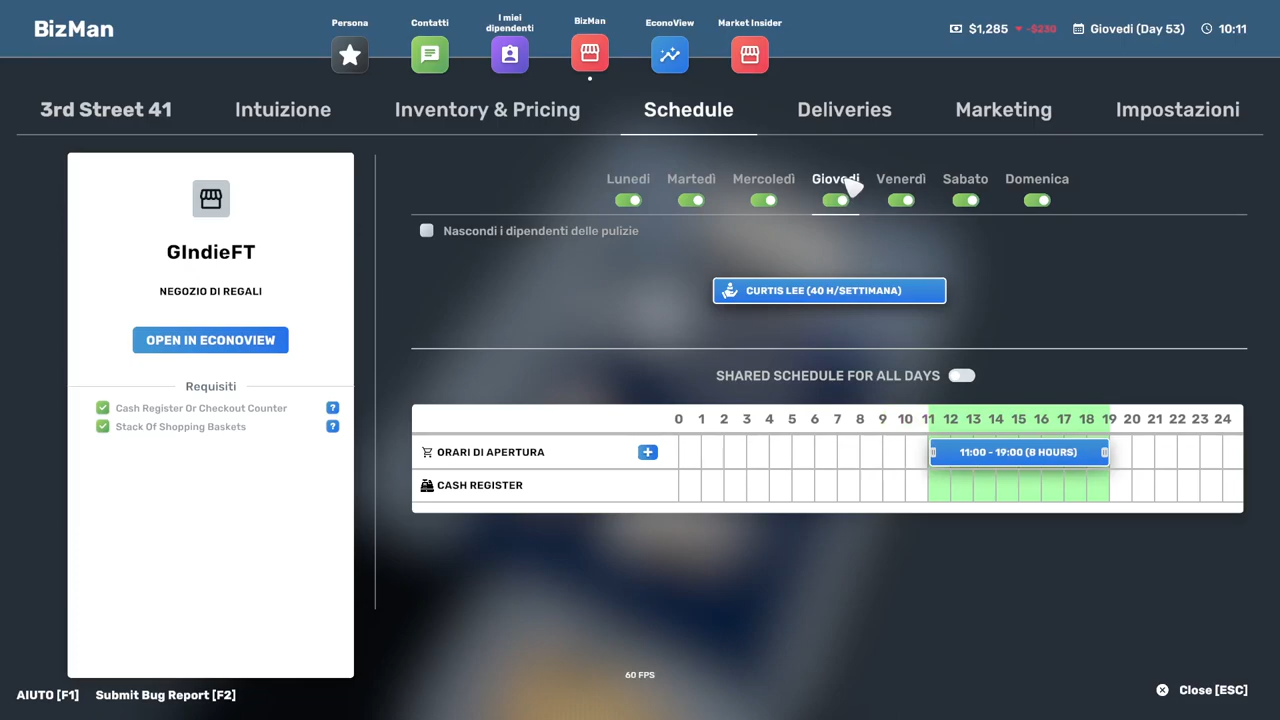 BizMan
Persona
Contatti
I miei
dipendenti
BizMan
EconoView
Market Insider
$1,285 -$230
Giovedì (Day 53)
10:11
3rd Street 41
Intuizione
Inventory & Pricing
Schedule
Deliveries
Marketing
Impostazioni
Lunedì
Martedì
Mercoledì
Giovedì
Venerdì
Sabato
Domenica
Nascondi i dipendenti delle pulizie
GIndieFT
NEGOZIO DI REGALI
OPEN IN ECONOVIEW
Requisiti
Cash Register Or Checkout Counter ?
Stack Of Shopping Baskets ?
CURTIS LEE (40 H/SETTIMANA)
SHARED SCHEDULE FOR ALL DAYS
0 1 2 3 4 5 6 7 8 9 10 11 12 13 14 15 16 17 18 19 20 21 22 23 24
ORARI DI APERTURA + 11:00 - 19:00 (8 HOURS)
CASH REGISTER
60 FPS
AIUTO [F1]
Submit Bug Report [F2]
Close [ESC]